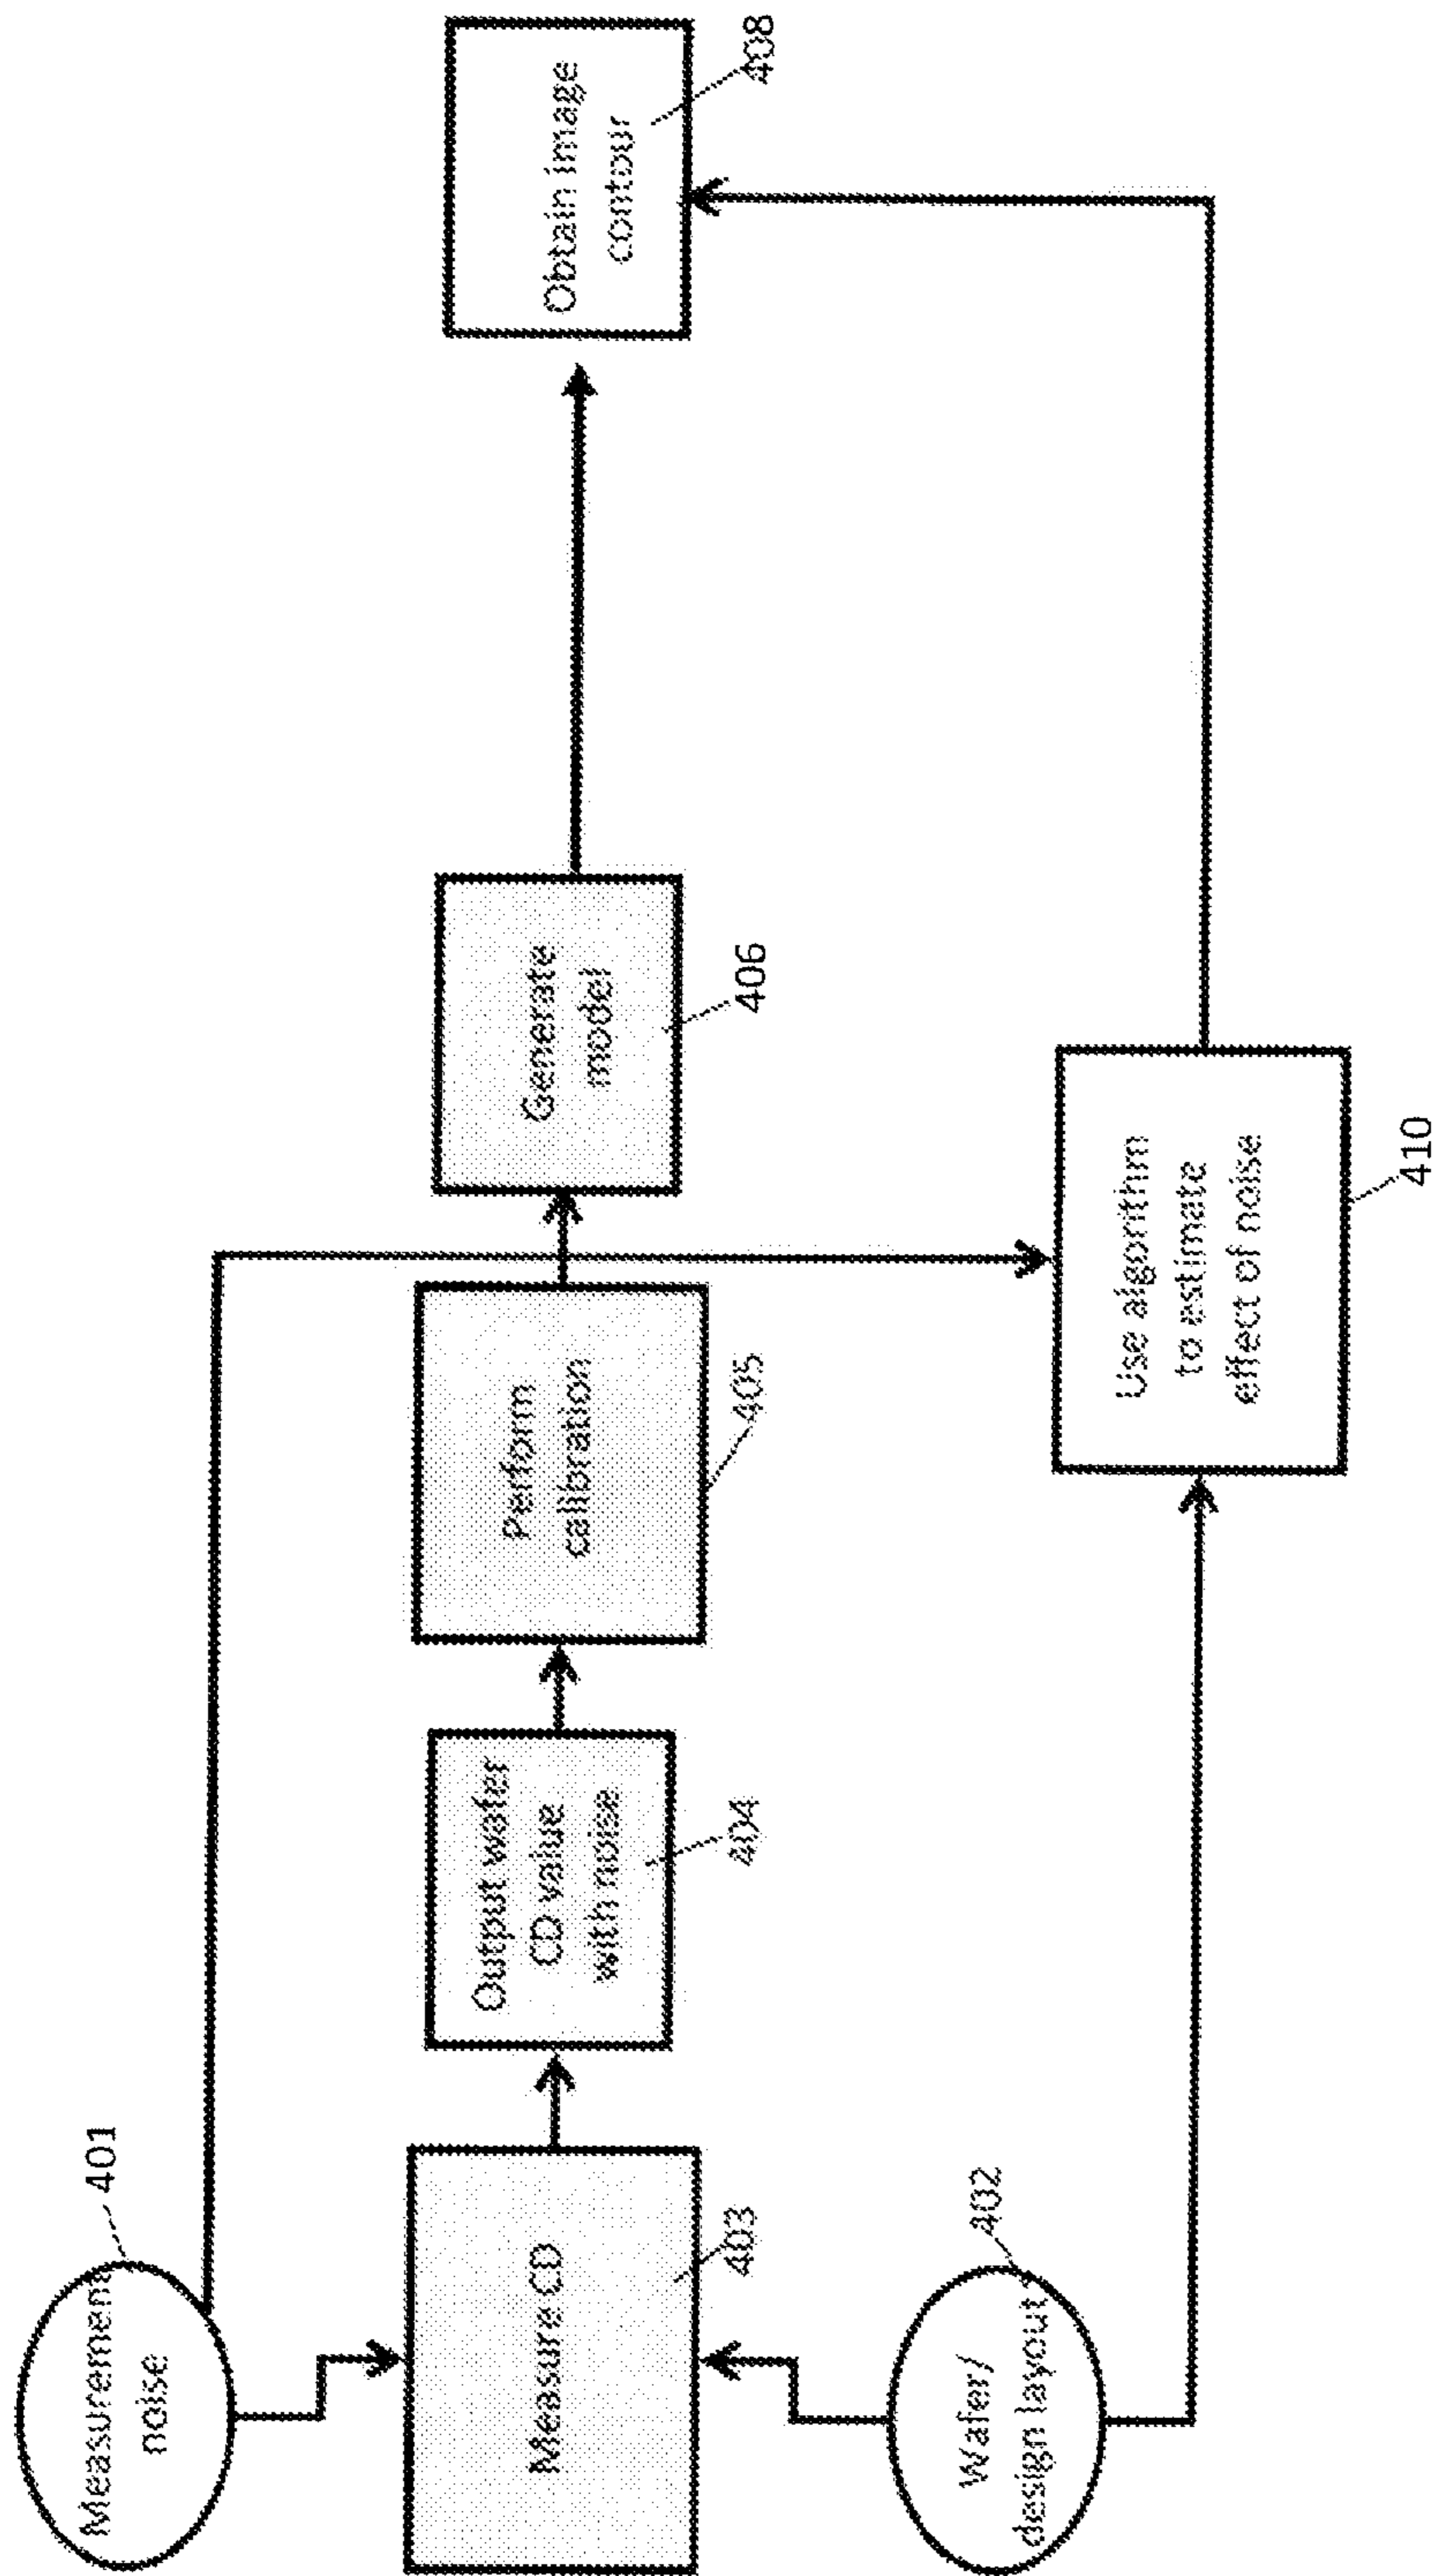 Measurement
noise
401
Measure CD
403
Wafer/
design layout
402
Output wafer
CD value
with noise
404
Perform
calibration
405
Generate
model
406
Obtain image
contour
408
Use algorithm
to estimate
effect of noise
410